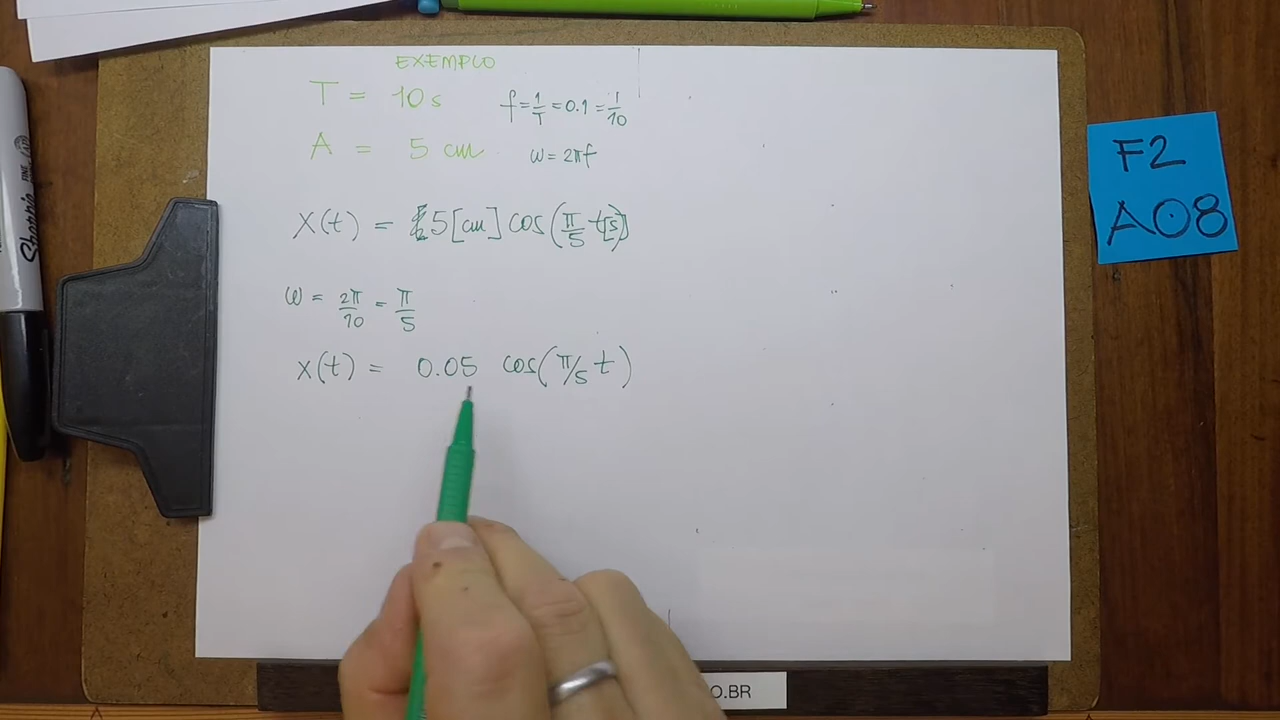 EXEMPLO
T = 10 s
f = 1/T = 0.1 = 1/10
A = 5 cm
ω = 2πf
X(t) = 5 [cm] cos(π/5 t[s])
ω = 2π/10 = π/5
X(t) = 0.05 cos(π/5 t)
F2
A08
Sharpie
FINE
O.BR